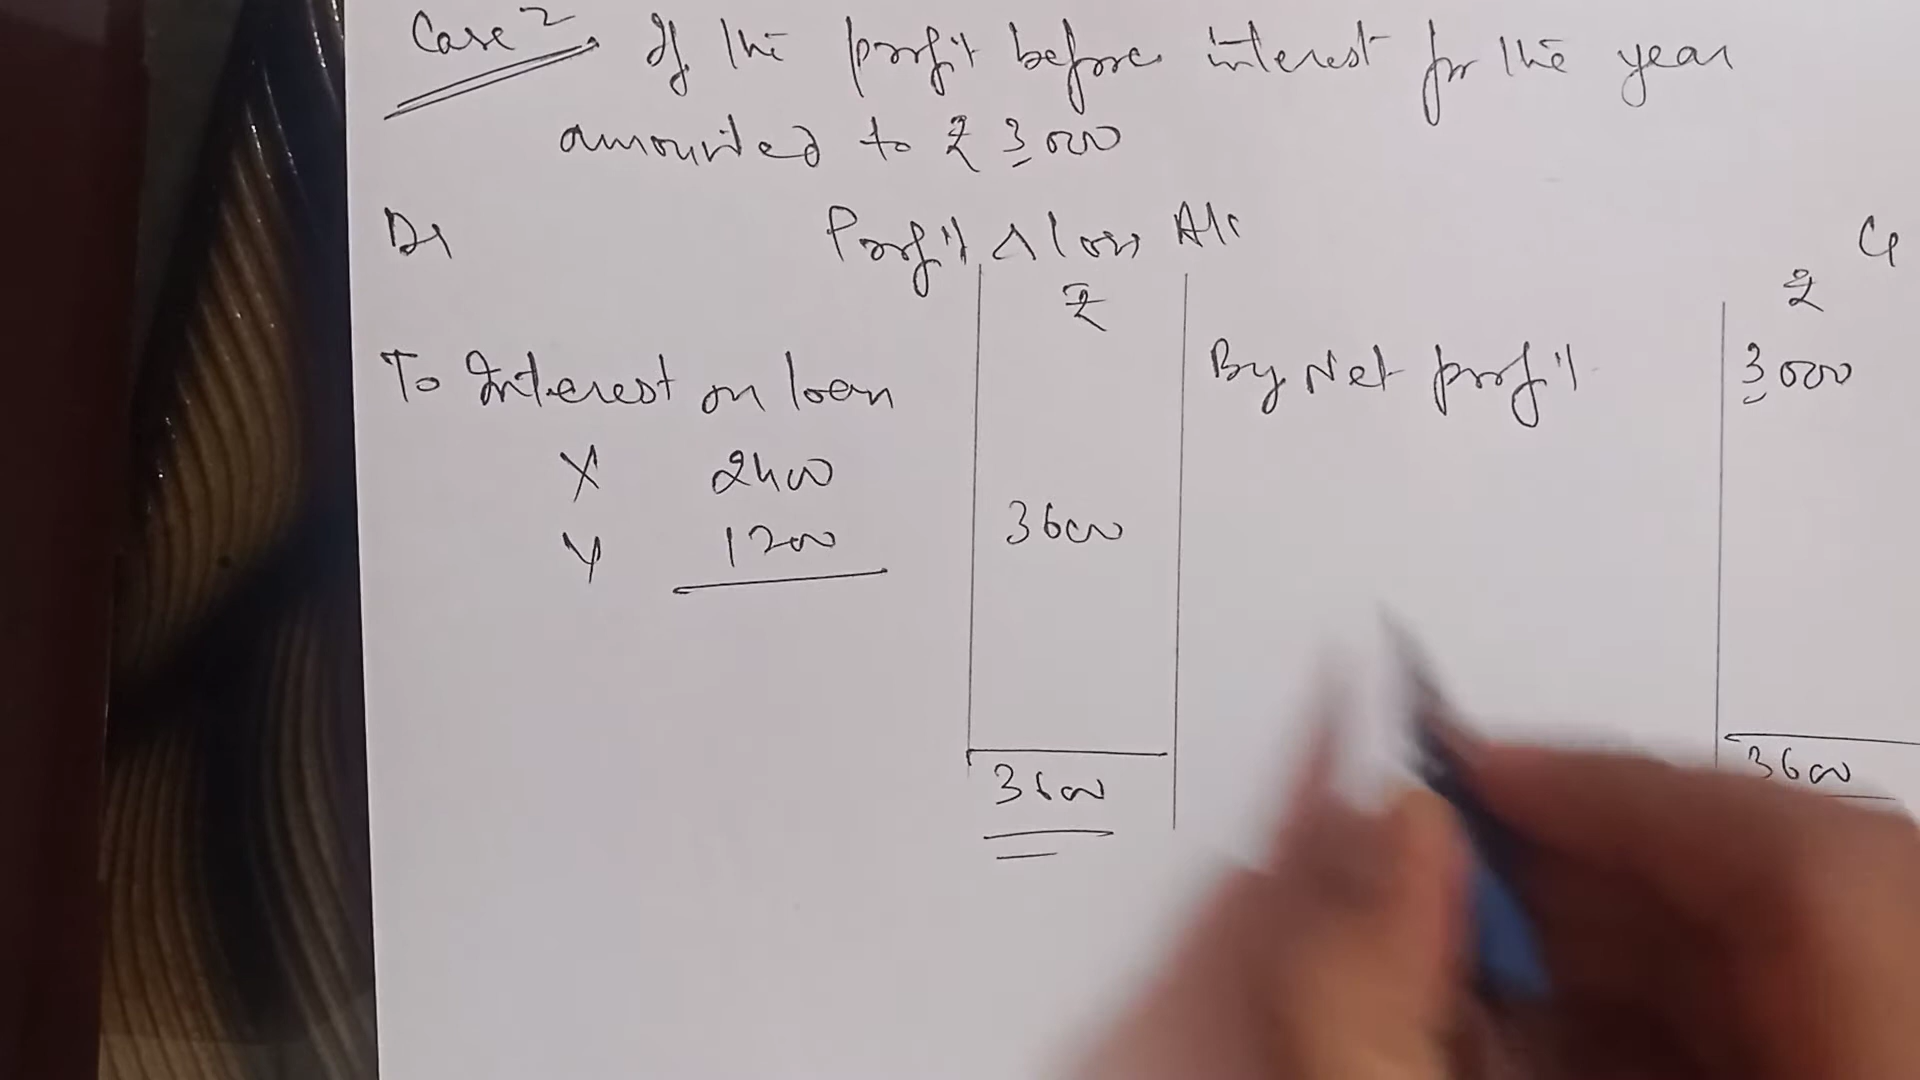 Case 2 If the profit before interest for the year
amounted to ₹ 3,000
Dr Profit & loss A/c Cr
₹ ₹
To Interest on loan By Net profit 3,000
X 2400
Y 1200 3600
3600 3600